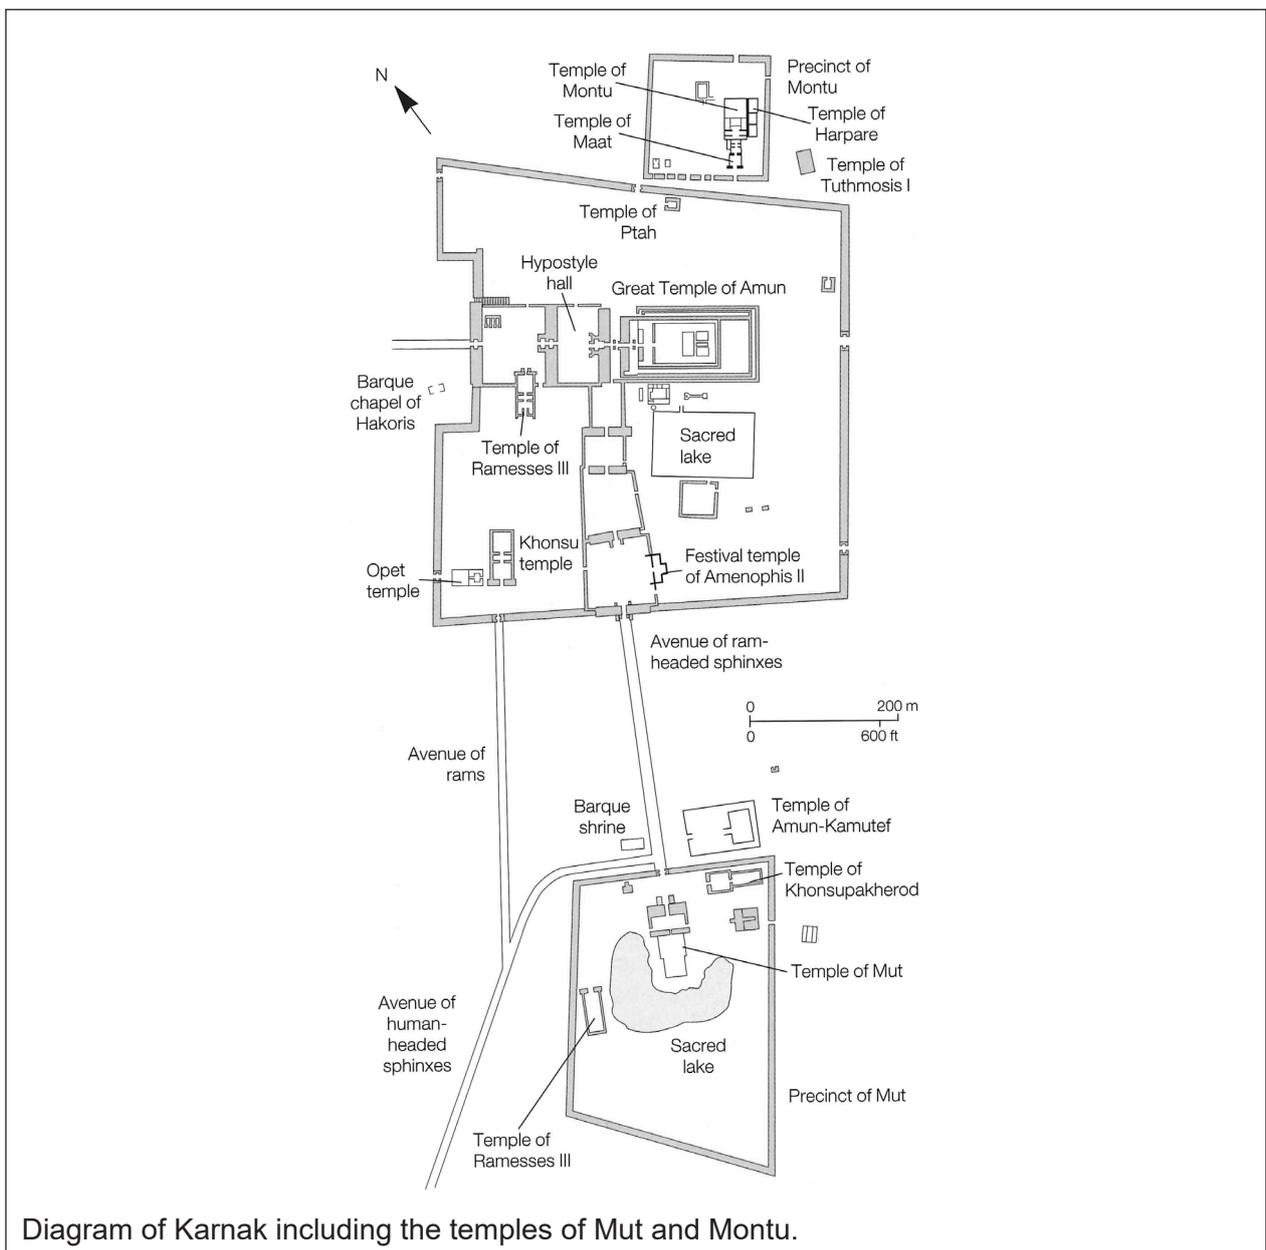 N
Temple of
Montu
Precinct of
Montu
Temple of
Harpare
Temple of
Maat
Temple of
Tuthmosis I
Temple of
Ptah
Hypostyle
hall
Great Temple of Amun
Barque
chapel of
Hakoris
Temple of
Ramesses III
Sacred
lake
Khonsu
temple
Opet
temple
Festival temple
of Amenophis II
Avenue of ram-
headed sphinxes
0 200 m
0 600 ft
Avenue of
rams
Barque
shrine
Temple of
Amun-Kamutef
Temple of
Khonsupakherod
Temple of Mut
Avenue of
human-
headed
sphinxes
Sacred
lake
Precinct of Mut
Temple of
Ramesses III
Diagram of Karnak including the temples of Mut and Montu.